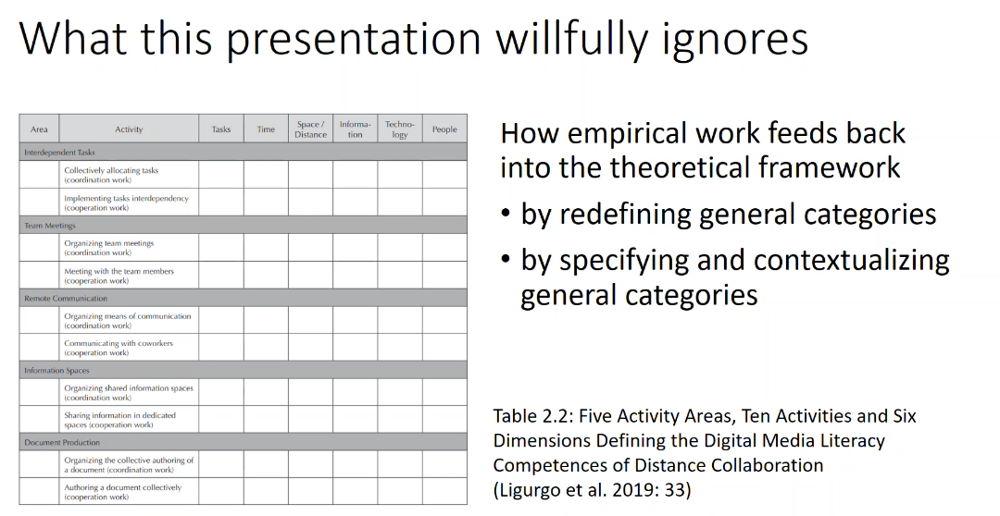 What this presentation willfully ignores
Area Activity Tasks Time Space / Distance Informa- tion Techno- logy People
Interdependent Tasks
Collectively allocating tasks
(coordination work)
Implementing tasks interdependency
(cooperation work)
Team Meetings
Organizing team meetings
(coordination work)
Meeting with the team members
(cooperation work)
Remote Communication
Organizing means of communication
(coordination work)
Communicating with coworkers
(cooperation work)
Information Spaces
Organizing shared information spaces
(coordination work)
Sharing information in dedicated
spaces (cooperation work)
Document Production
Organizing the collective authoring of
a document (coordination work)
Authoring a document collectively
(cooperation work)
How empirical work feeds back
into the theoretical framework
• by redefining general categories
• by specifying and contextualizing
general categories
Table 2.2: Five Activity Areas, Ten Activities and Six
Dimensions Defining the Digital Media Literacy
Competences of Distance Collaboration
(Ligurgo et al. 2019: 33)